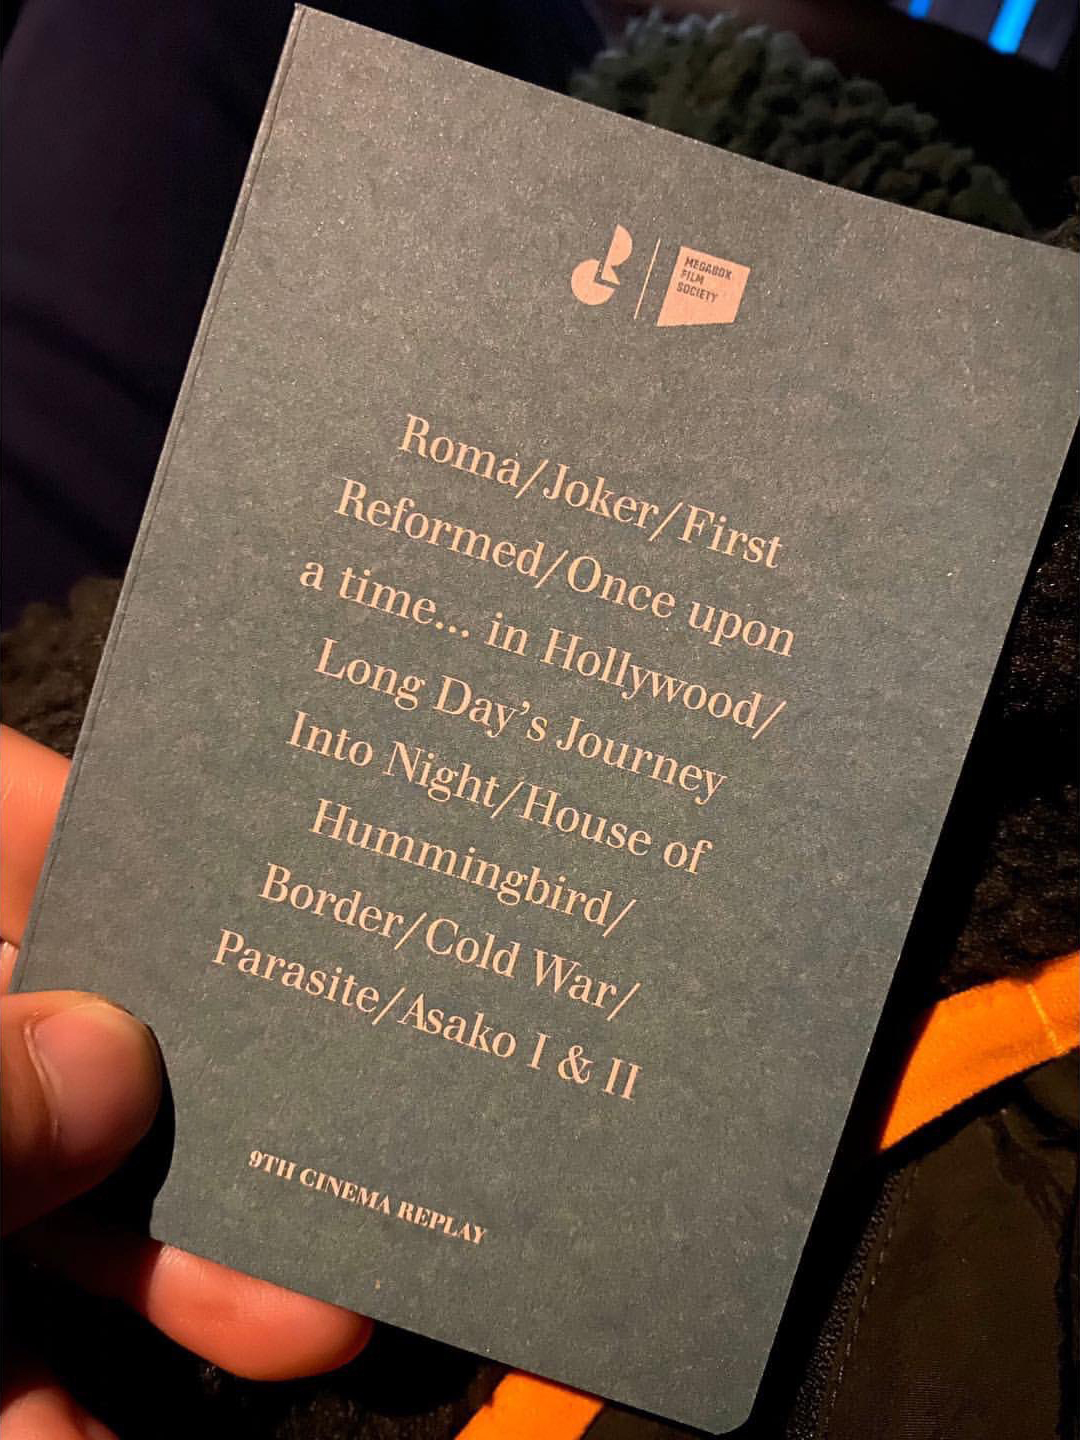 MEGABOX
FILM
SOCIETY
Roma/Joker/First
Reformed/Once upon
a time... in Hollywood/
Long Day's Journey
Into Night/House of
Hummingbird/
Border/Cold War/
Parasite/Asako I & II
9TH CINEMA REPLAY